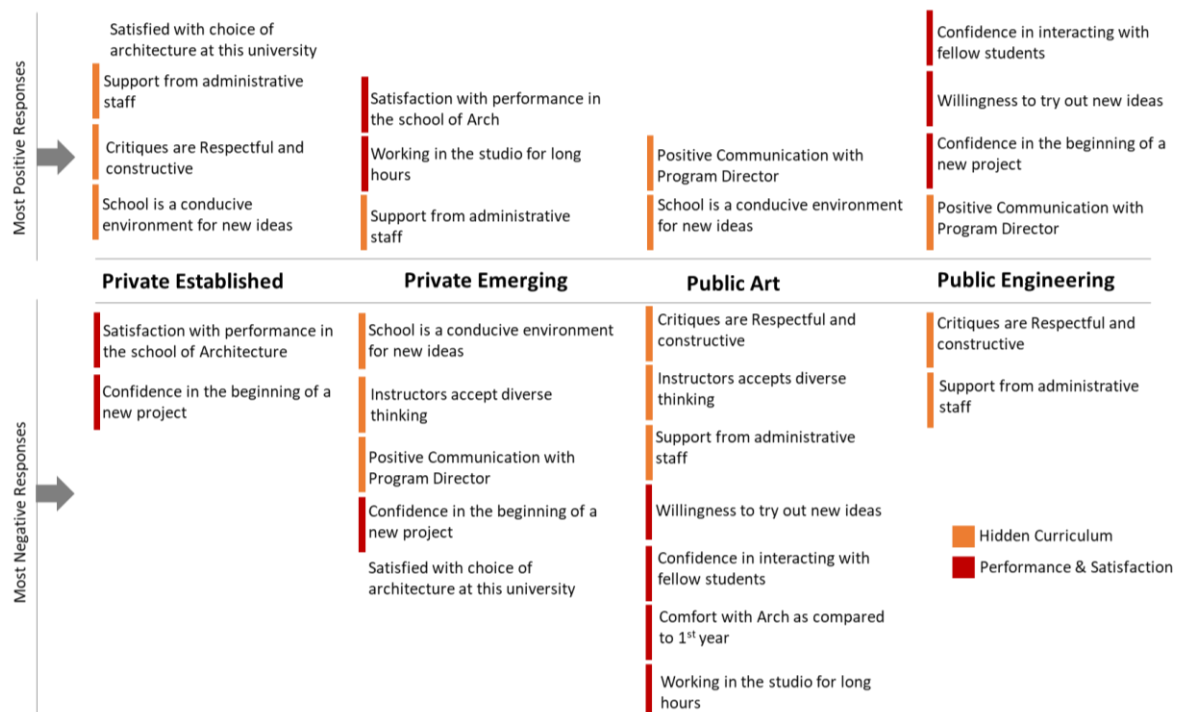 Most Positive Responses
Satisfied with choice of
architecture at this university
Support from administrative
staff
Critiques are Respectful and
constructive
School is a conducive
environment for new ideas
Satisfaction with performance in
the school of Arch
Working in the studio for long
hours
Support from administrative
staff
Positive Communication with
Program Director
School is a conducive environment
for new ideas
Confidence in interacting with
fellow students
Willingness to try out new ideas
Confidence in the beginning of a
new project
Positive Communication with
Program Director
Private Established
Private Emerging
Public Art
Public Engineering
Most Negative Responses
Satisfaction with performance in
the school of Architecture
Confidence in the beginning of a
new project
School is a conducive environment
for new ideas
Instructors accept diverse
thinking
Positive Communication with
Program Director
Confidence in the beginning of a
new project
Satisfied with choice of
architecture at this university
Critiques are Respectful and
constructive
Instructors accepts diverse
thinking
Support from administrative
staff
Willingness to try out new ideas
Confidence in interacting with
fellow students
Comfort with Arch as compared
to 1st year
Working in the studio for long
hours
Critiques are Respectful and
constructive
Support from administrative
staff
Hidden Curriculum
Performance & Satisfaction